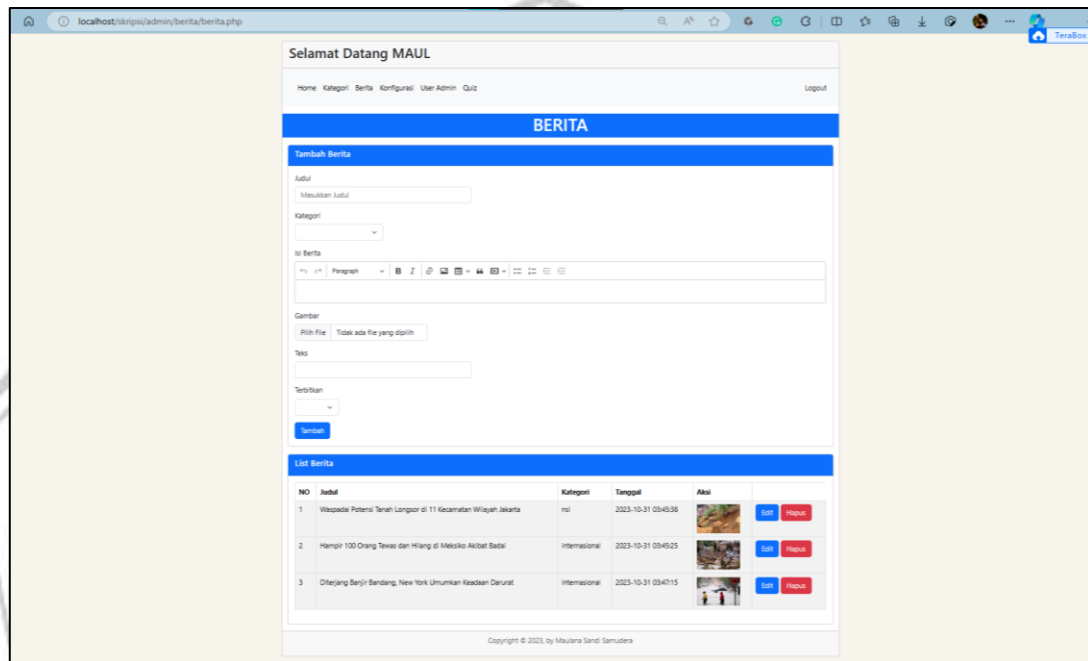 localhost/skripsi/admin/berita/berita.php
TeraBox
Selamat Datang MAUL
Home Kategori Berita Konfigurasi User Admin Quiz Logout
BERITA
Tambah Berita
Judul
Masukkan Judul
Kategori
Isi Berita
Paragraph B I
Gambar
Pilih File Tidak ada file yang dipilih
Teks
Terbitkan
Tambah
List Berita
NO Judul Kategori Tanggal Aksi
1 Waspadai Potensi Tanah Longsor di 11 Kecamatan Wilayah Jakarta nsl 2023-10-31 03:45:38 Edit Hapus
2 Hampir 100 Orang Tewas dan Hilang di Meksiko Akibat Badai internasional 2023-10-31 03:45:25 Edit Hapus
3 Diterjang Banjir Bandang, New York Umumkan Keadaan Darurat internasional 2023-10-31 03:47:15 Edit Hapus
Copyright © 2023, by Maulana Sandi Samudera